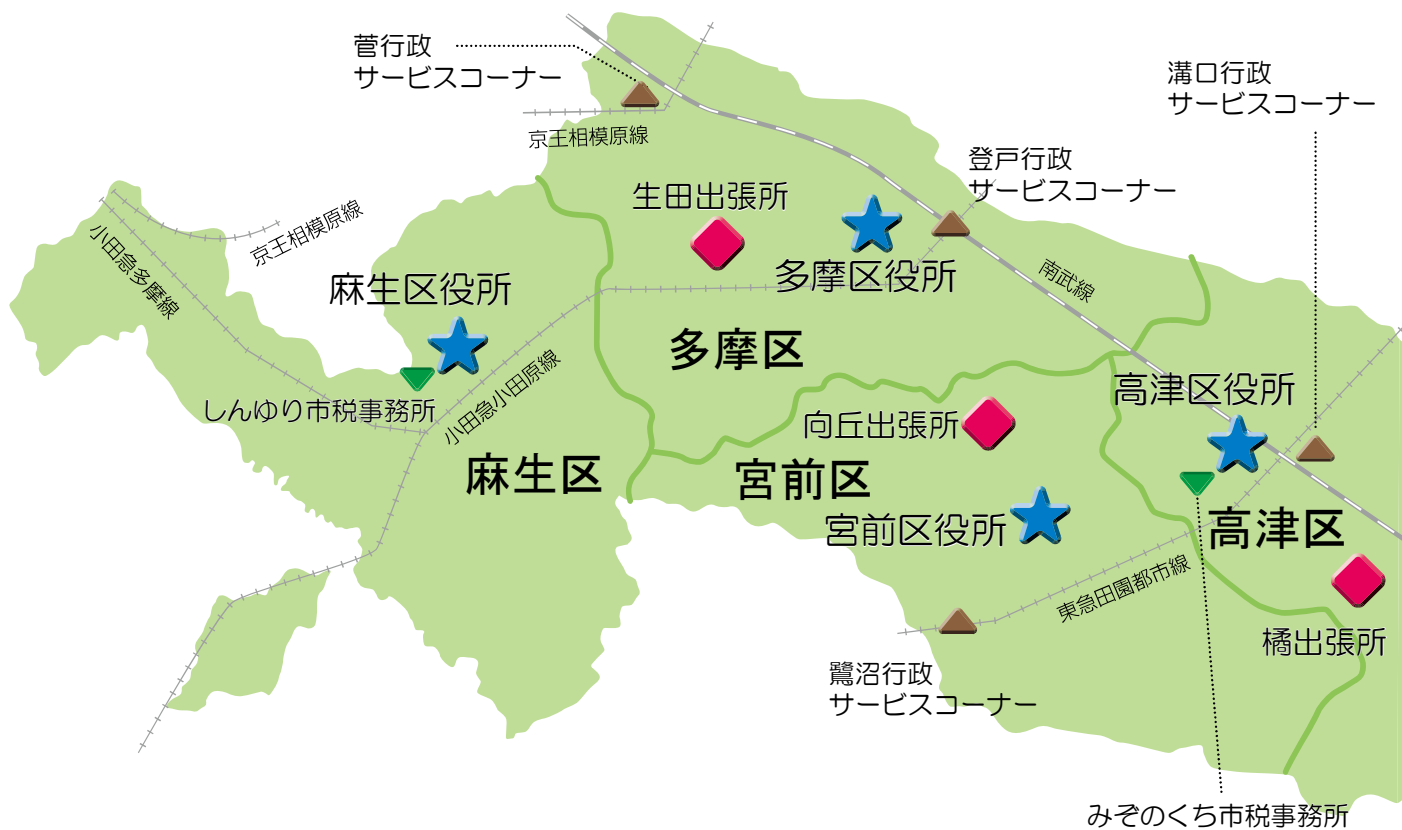 菅行政
サービスコーナー
溝口行政
サービスコーナー
京王相模原線
登戸行政
サービスコーナー
生田出張所
京王相模原線
小田急多摩線
麻生区役所
多摩区役所
南武線
多摩区
しんゆり市税事務所
小田急小田原線
高津区役所
向丘出張所
麻生区
宮前区
宮前区役所
高津区
東急田園都市線
橘出張所
鷺沼行政
サービスコーナー
みぞのくち市税事務所